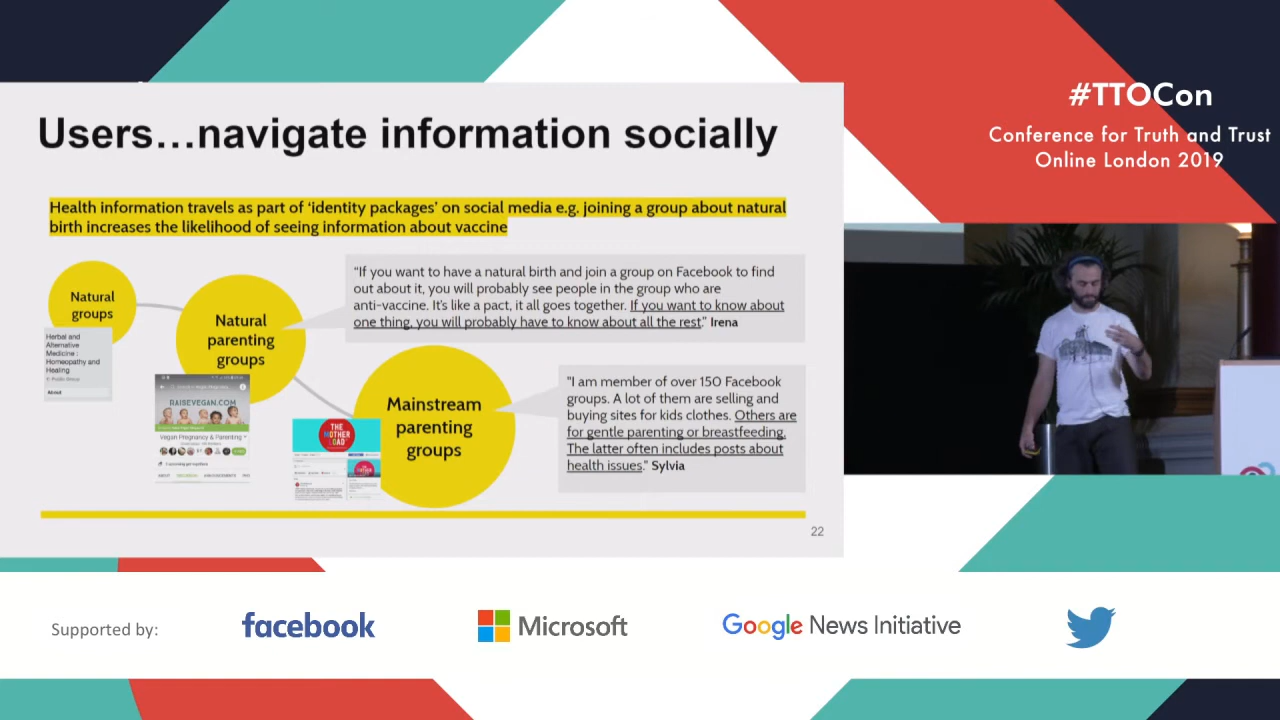 #TTOCon
Conference for Truth and Trust
Online London 2019
Users…navigate information socially
Health information travels as part of ‘identity packages’ on social media e.g. joining a group about natural
birth increases the likelihood of seeing information about vaccine
Natural
groups
Herbal and
Alternative
Medicine :
Homeopathy and
Healing
Public Group
About
Natural
parenting
groups
RAISEVEGAN.COM
Vegan Pregnancy & Parenting
“If you want to have a natural birth and join a group on Facebook to find
out about it, you will probably see people in the group who are
anti-vaccine. It’s like a pact, it all goes together. If you want to know about
one thing, you will probably have to know about all the rest.” Irena
Mainstream
parenting
groups
THE
MOTHER
LOAD
"I am member of over 150 Facebook
groups. A lot of them are selling and
buying sites for kids clothes. Others are
for gentle parenting or breastfeeding.
The latter often includes posts about
health issues." Sylvia
22
Supported by:
facebook
Microsoft
Google News Initiative